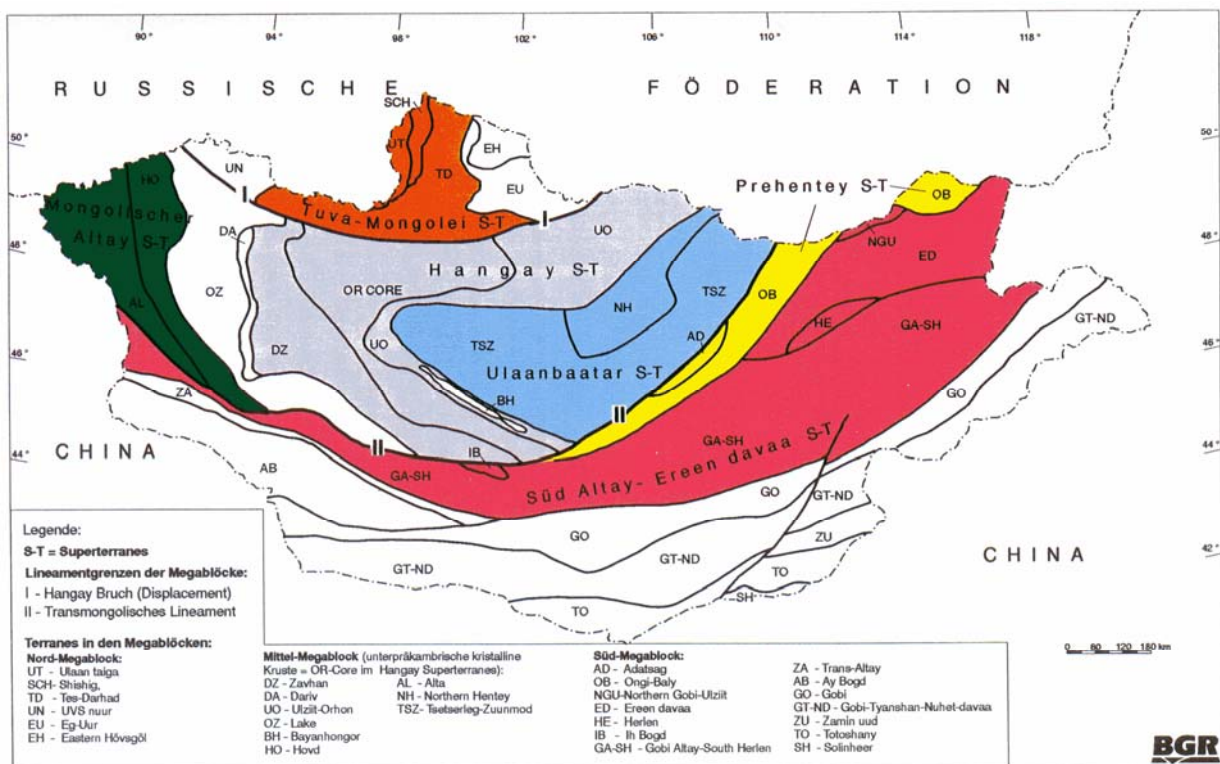 90° 94° 98° 102° 106° 110° 114° 118°
RUSSISCHE FÖDERATION
SCH
50° 50°
UT
EH
UN
HO
TD
EU
Prehentey S-T
OB
I
Mongolischer
Altay S-T
Tuva-Mongolei S-T
I
DA
UO
NGU
48° 48°
ED
Hangay S-T
OZ
OR CORE
TSZ
OB
AL
NH
HE
GA-SH
GT-ND
AD
46° 46°
DZ
UO
TSZ
Ulaanbaatar S-T
ZA
BH
GO
II
CHINA
II
IB
GA-SH
44° 44°
AB
GA-SH
Süd Altay- Ereen davaa S-T
GO
GT-ND
GO
ZU
GT-ND
GT-ND
CHINA
42°
TO
SH
TO
Legende:
S-T = Superterranes
Lineamentgrenzen der Megablöcke:
I - Hangay Bruch (Displacement)
II - Transmongolisches Lineament
Terranes in den Megablöcken:
Nord-Megablock:
UT - Ulaan taiga
SCH- Shishig,
TD - Tes-Darhad
UN - UVS nuur
EU - Eg-Uur
EH - Eastern Hövsgöl
Mittel-Megablock (unterpräkambrische kristalline
Kruste = OR-Core im Hangay Superterranes):
DZ - Zavhan
DA - Dariv
UO - Ulziit-Orhon
OZ - Lake
BH - Bayanhongor
HO - Hovd
AL - Alta
NH - Northern Hentey
TSZ- Tsetserleg-Zuunmod
Süd-Megablock:
AD - Adatsag
OB - Ongi-Baly
NGU-Northern Gobi-Ulziit
ED - Ereen davaa
HE - Herlen
IB - Ih Bogd
GA-SH - Gobi Altay-South Herlen
ZA - Trans-Altay
AB - Ay Bogd
GO - Gobi
GT-ND - Gobi-Tyanshan-Nuhet-davaa
ZU - Zamin uud
TO - Totoshany
SH - Solinheer
0 60 120 180 km
BGR